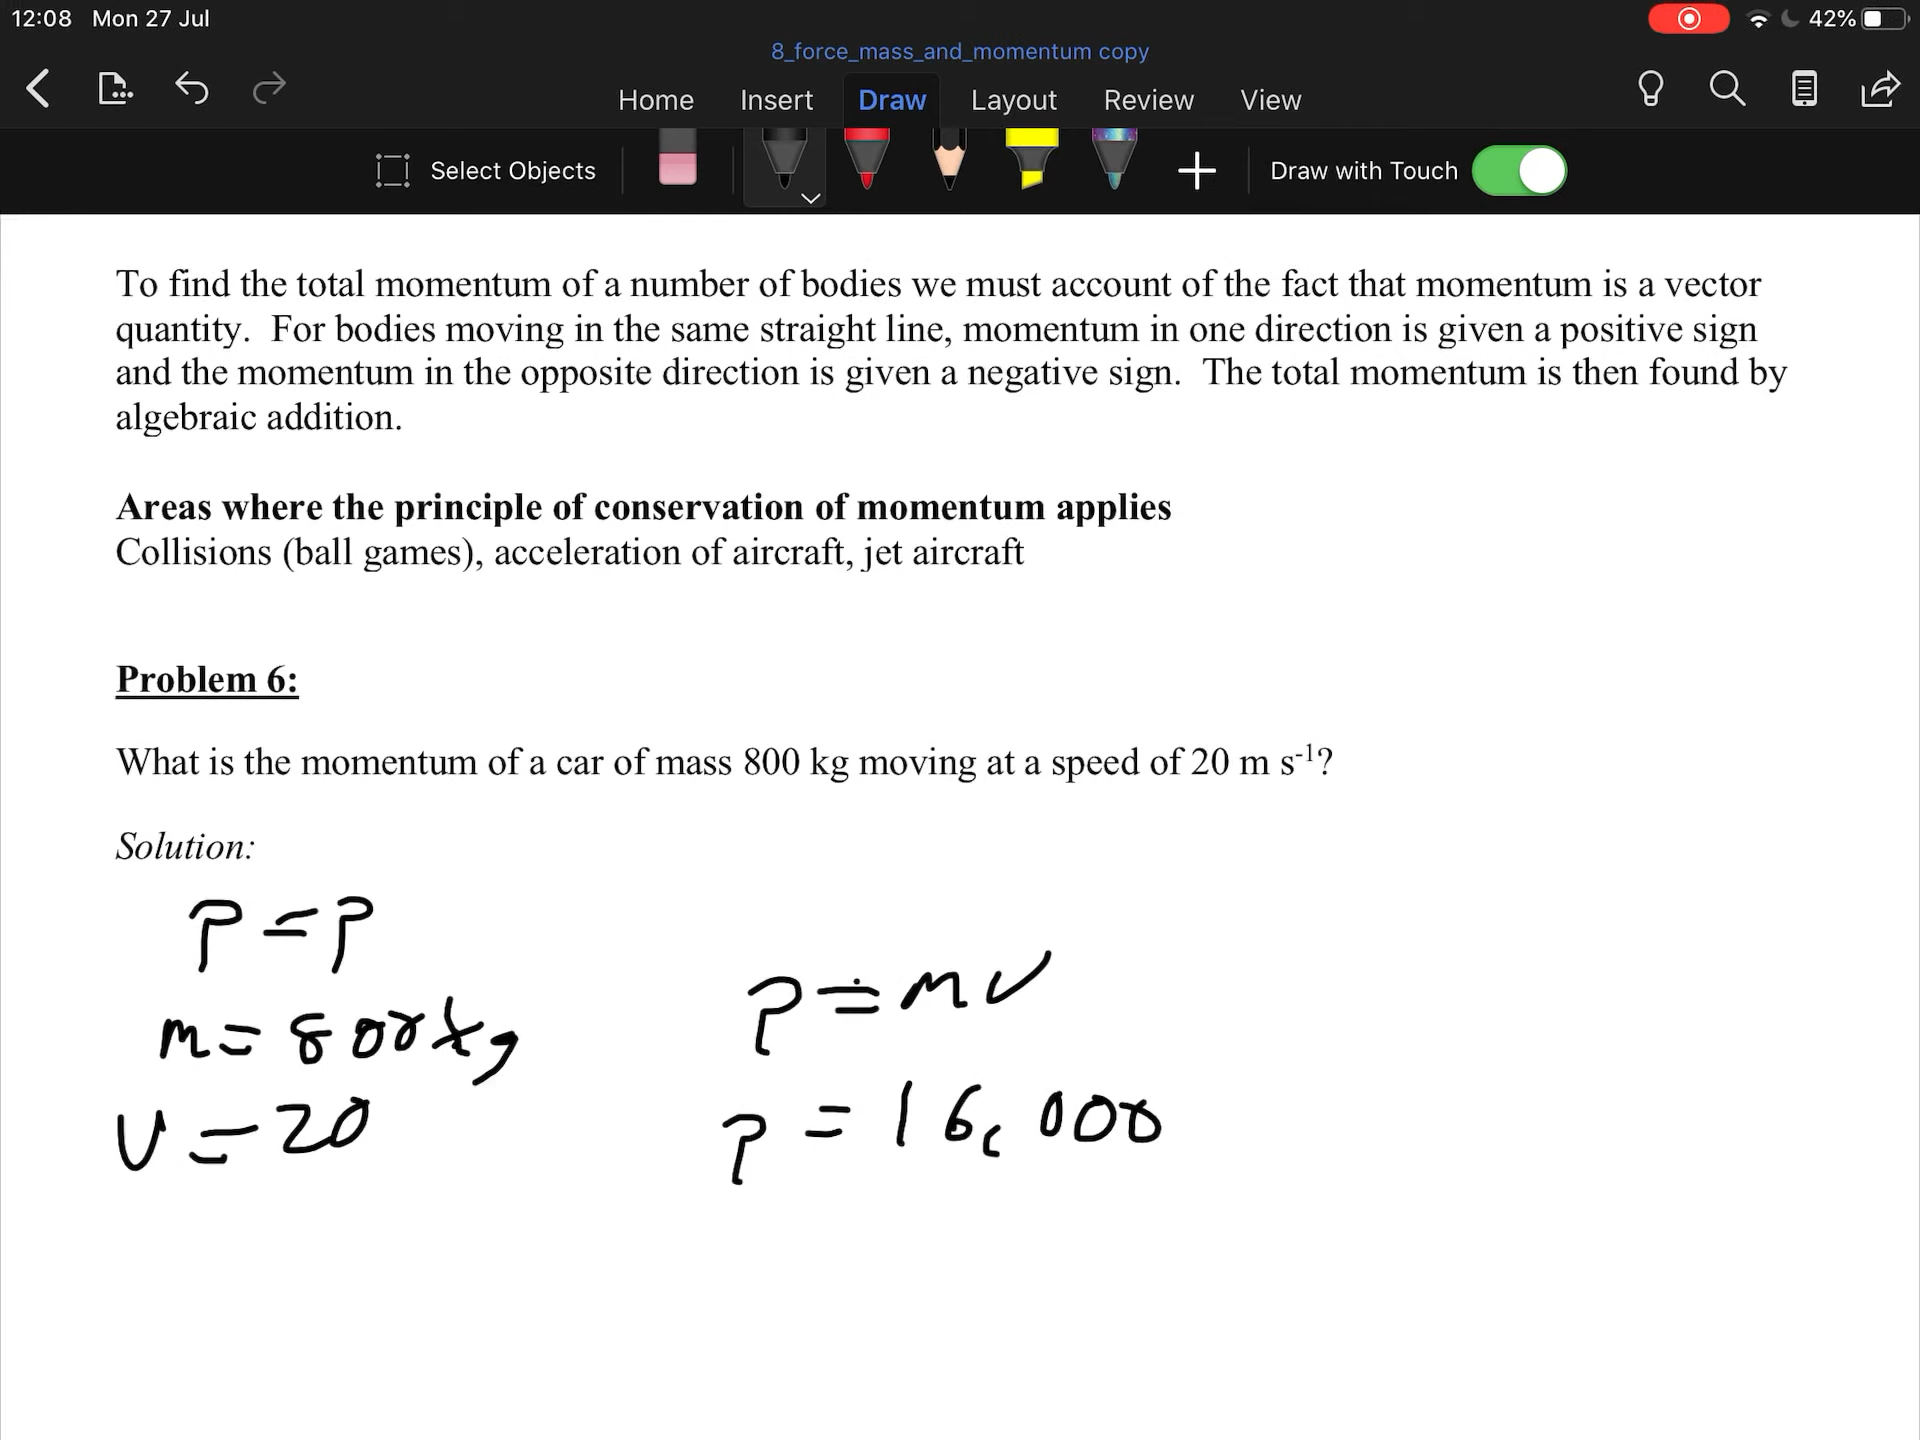 12:08 Mon 27 Jul 42%
8_force_mass_and_momentum copy
Home Insert Draw Layout Review View
Select Objects Draw with Touch
To find the total momentum of a number of bodies we must account of the fact that momentum is a vector
quantity. For bodies moving in the same straight line, momentum in one direction is given a positive sign
and the momentum in the opposite direction is given a negative sign. The total momentum is then found by
algebraic addition.
Areas where the principle of conservation of momentum applies
Collisions (ball games), acceleration of aircraft, jet aircraft
Problem 6:
What is the momentum of a car of mass 800 kg moving at a speed of 20 m s⁻¹?
Solution:
P = P
m = 800kg
v = 20
P = mv
P = 16,000